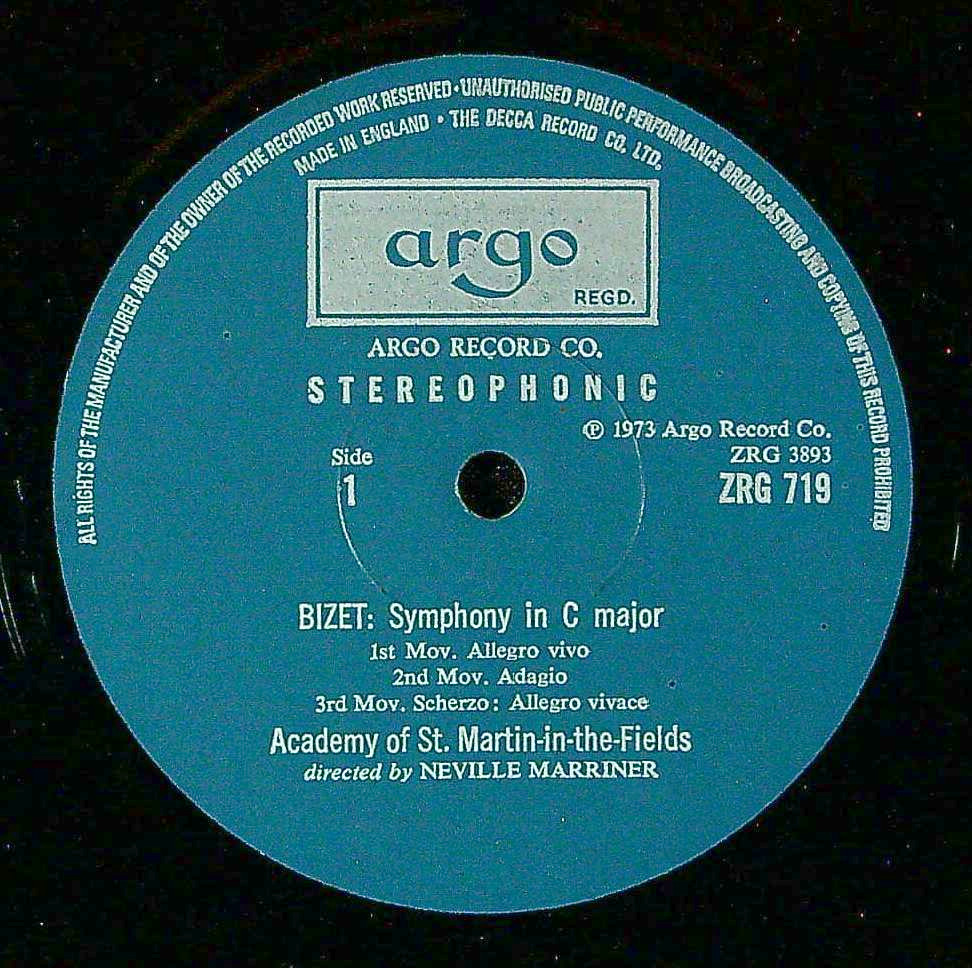 ALL RIGHTS OF THE MANUFACTURER AND OF THE OWNER OF THE RECORDED WORK RESERVED • UNAUTHORISED PUBLIC PERFORMANCE BROADCASTING AND COPYING OF THIS RECORD PROHIBITED
MADE IN ENGLAND • THE DECCA RECORD CO. LTD.
argo
REGD.
ARGO RECORD CO.
STEREOPHONIC
℗ 1973 Argo Record Co.
ZRG 3893
ZRG 719
Side
1
BIZET: Symphony in C major
1st Mov. Allegro vivo
2nd Mov. Adagio
3rd Mov. Scherzo: Allegro vivace
Academy of St. Martin-in-the-Fields
directed by NEVILLE MARRINER